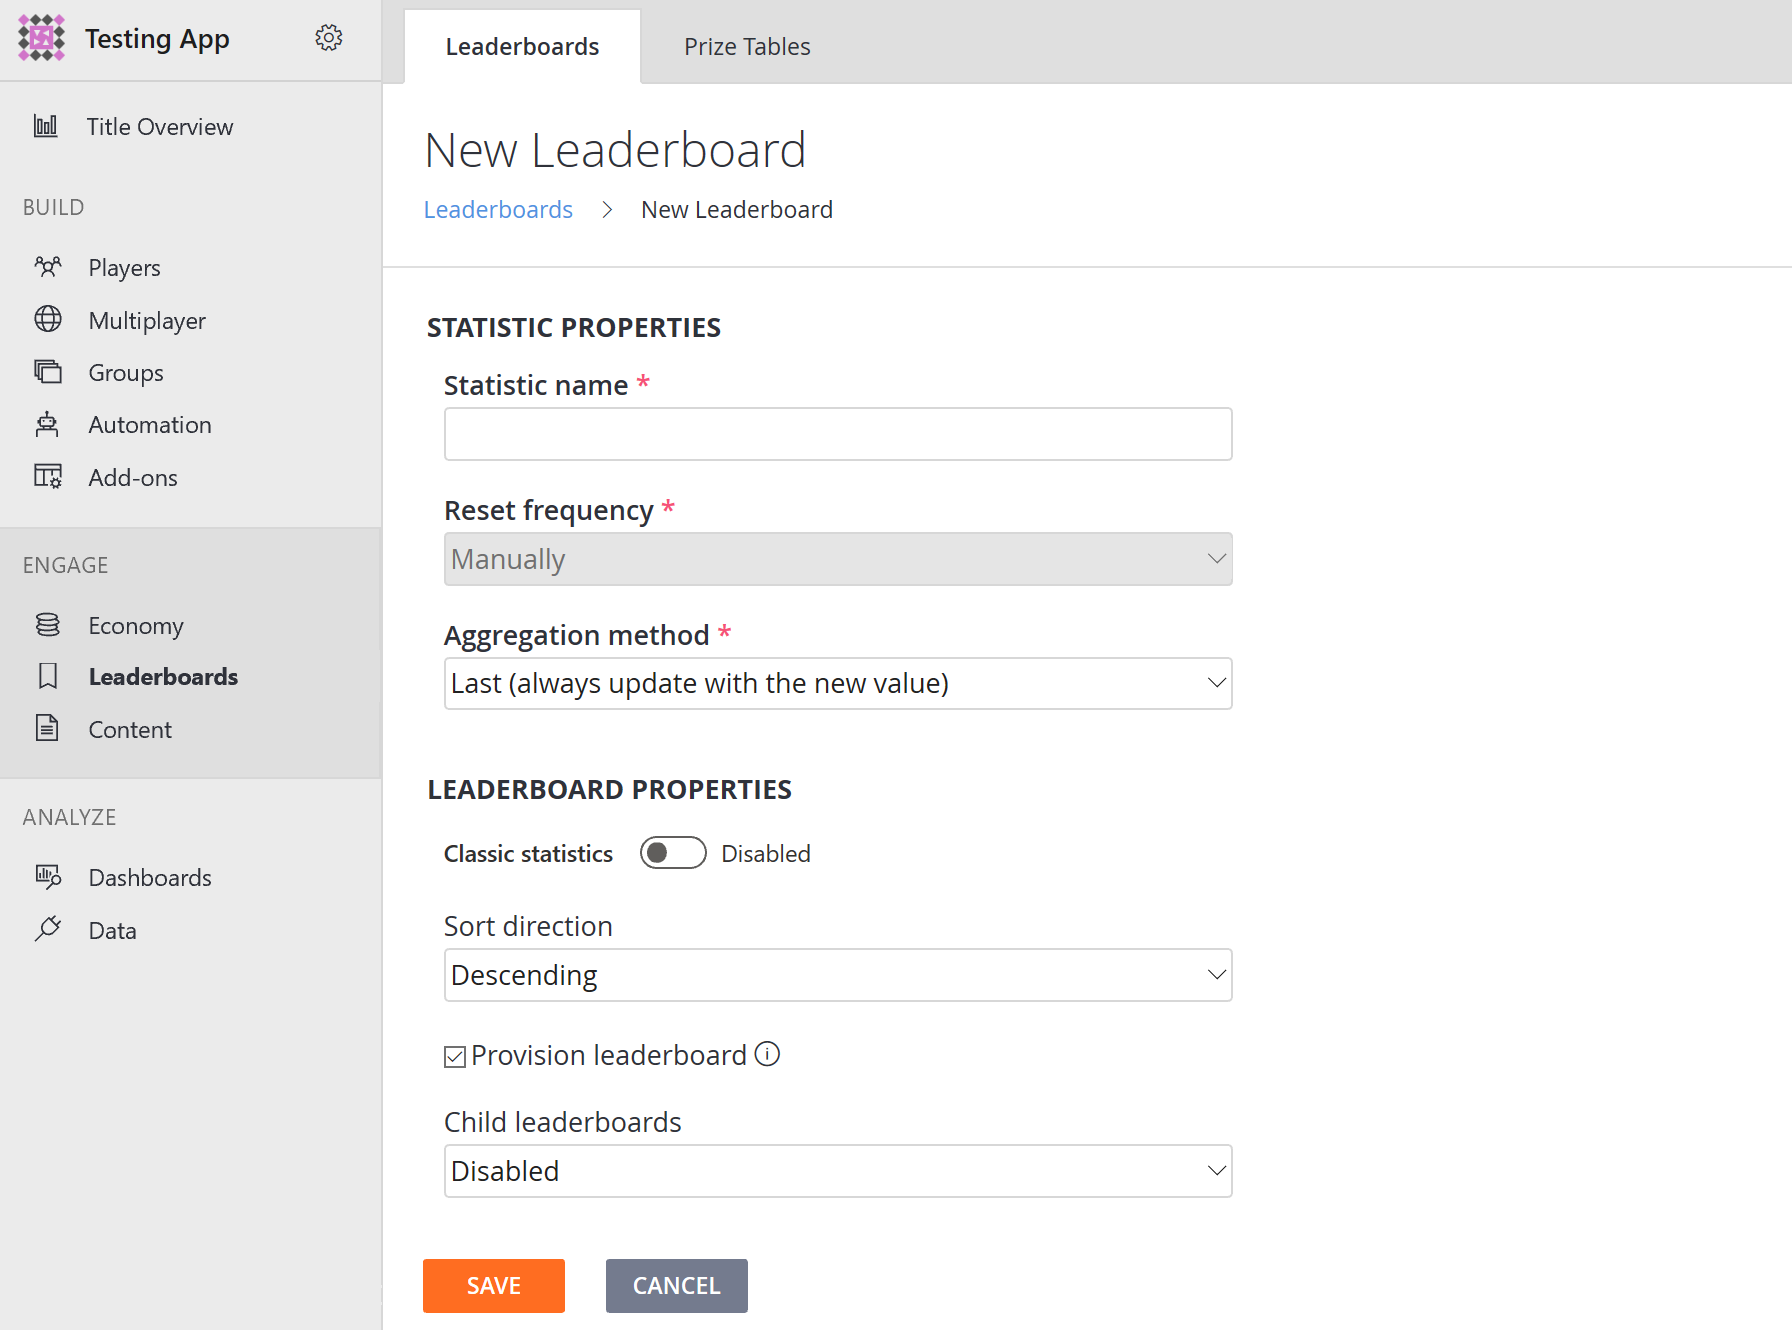 Testing App
Title Overview
BUILD
Players
Multiplayer
Groups
Automation
Add-ons
ENGAGE
Economy
Leaderboards
Content
ANALYZE
Dashboards
Data
Leaderboards
Prize Tables
New Leaderboard
Leaderboards > New Leaderboard
STATISTIC PROPERTIES
Statistic name *
Reset frequency *
Manually
Aggregation method *
Last (always update with the new value)
LEADERBOARD PROPERTIES
Classic statistics Disabled
Sort direction
Descending
Provision leaderboard
Child leaderboards
Disabled
SAVE
CANCEL